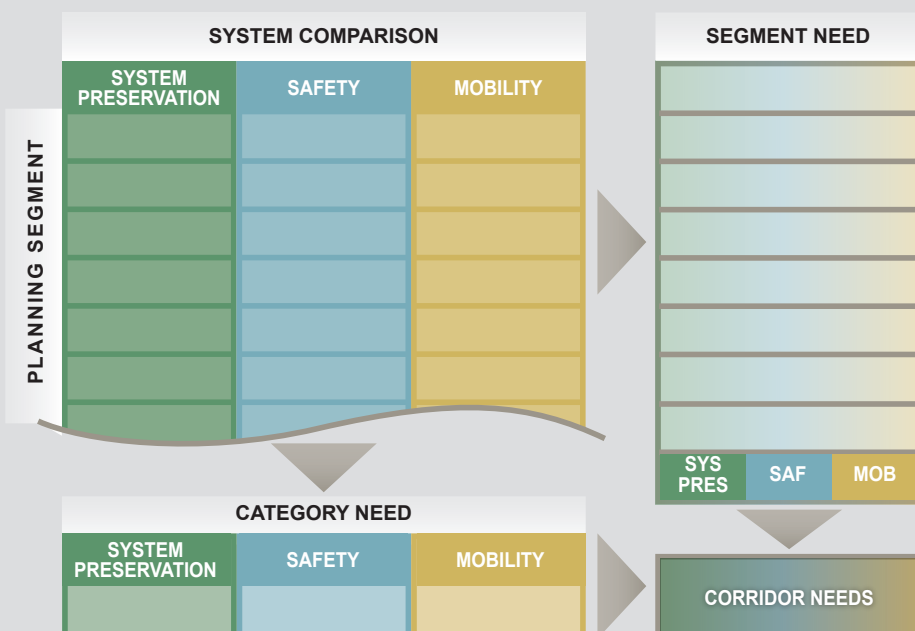 SYSTEM COMPARISON
SEGMENT NEED
SYSTEM
PRESERVATION
SAFETY
MOBILITY
PLANNING SEGMENT
SYS
PRES
SAF
MOB
CATEGORY NEED
SYSTEM
PRESERVATION
SAFETY
MOBILITY
CORRIDOR NEEDS